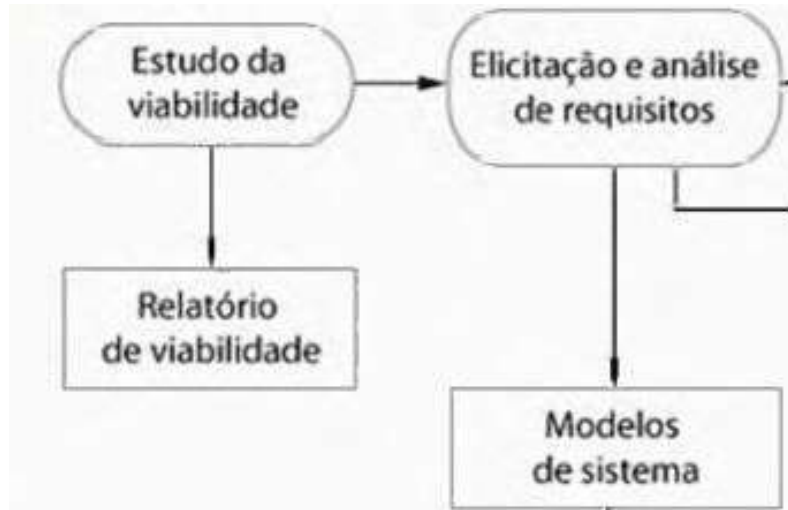 Estudo da
viabilidade
Elicitação e análise
de requisitos
Relatório
de viabilidade
Modelos
de sistema